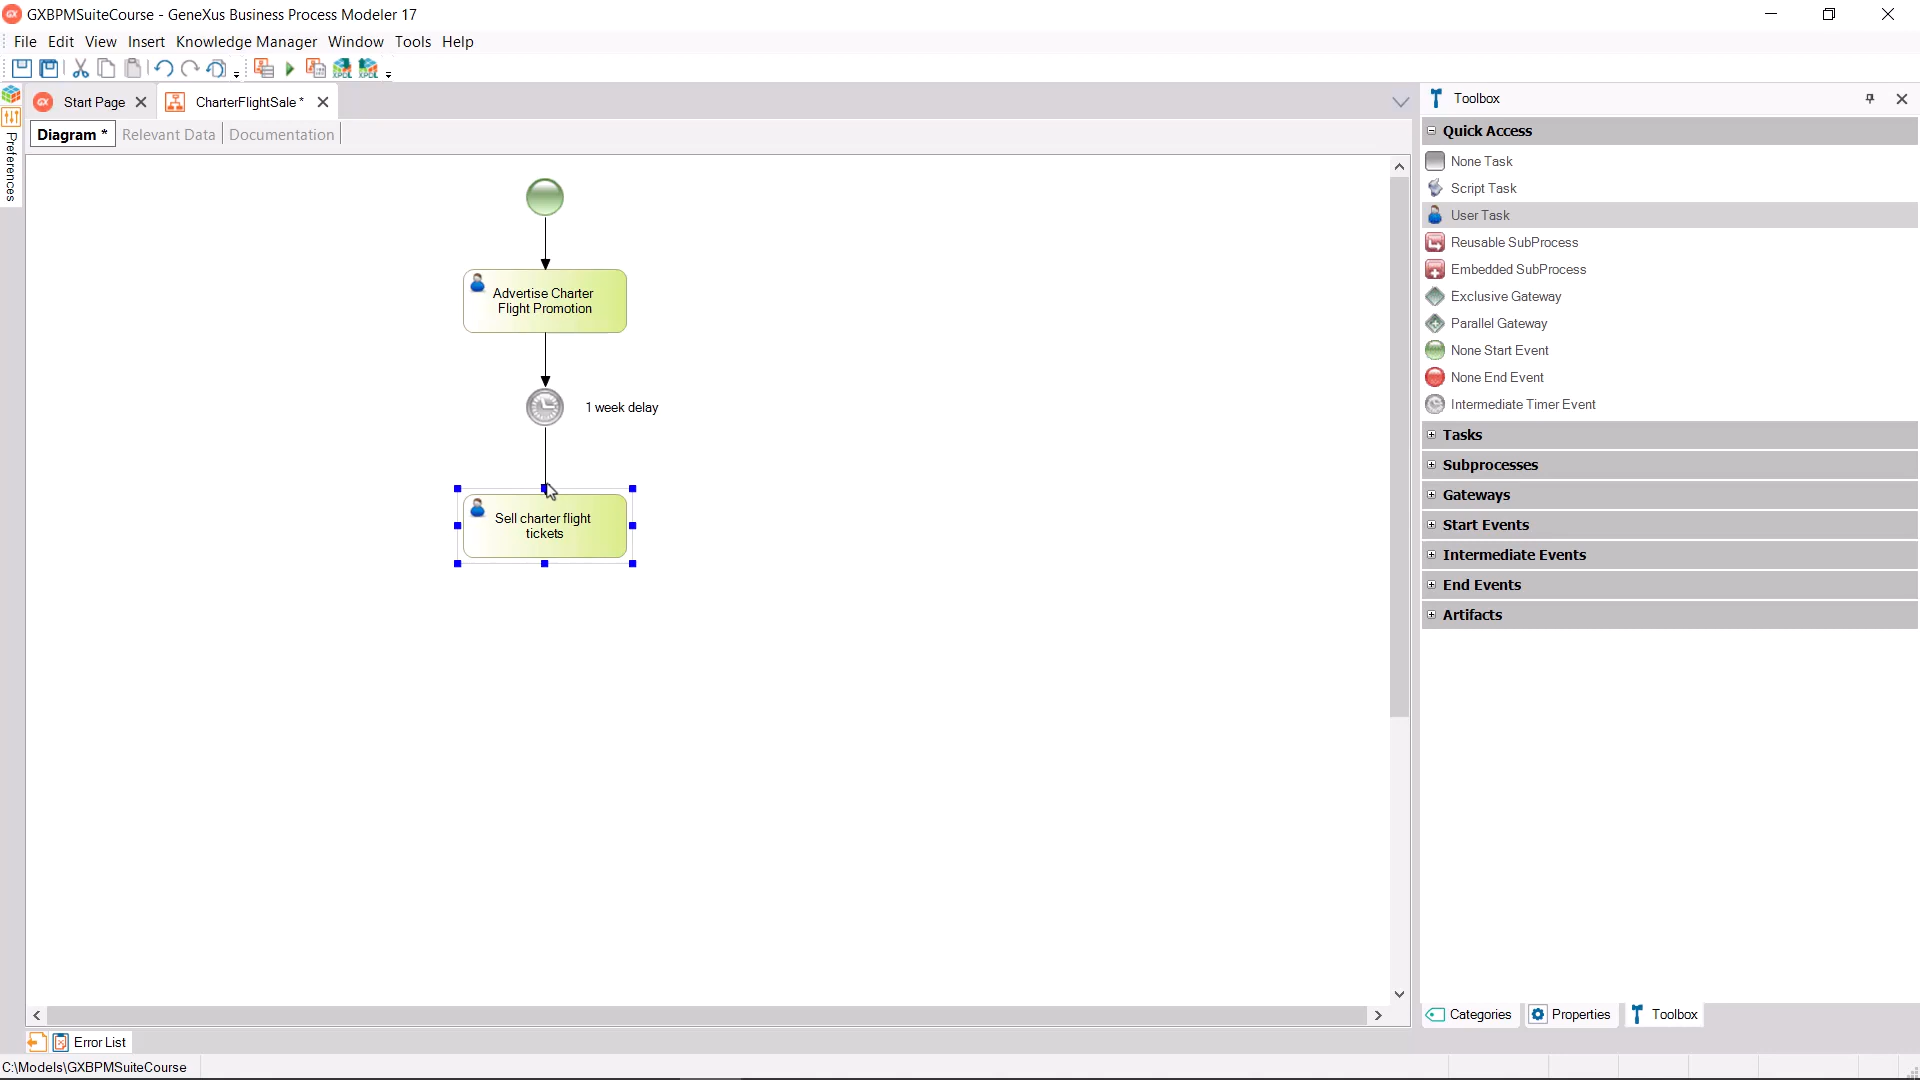 GXBPMSuiteCourse - GeneXus Business Process Modeler 17
File Edit View Insert Knowledge Manager Window Tools Help
Start Page CharterFlightSale *
Diagram * Relevant Data Documentation
Preferences
Advertise Charter
Flight Promotion
1 week delay
Sell charter flight
tickets
Toolbox
Quick Access
None Task
Script Task
User Task
Reusable SubProcess
Embedded SubProcess
Exclusive Gateway
Parallel Gateway
None Start Event
None End Event
Intermediate Timer Event
Tasks
Subprocesses
Gateways
Start Events
Intermediate Events
End Events
Artifacts
Categories Properties Toolbox
Error List
C:\Models\GXBPMSuiteCourse